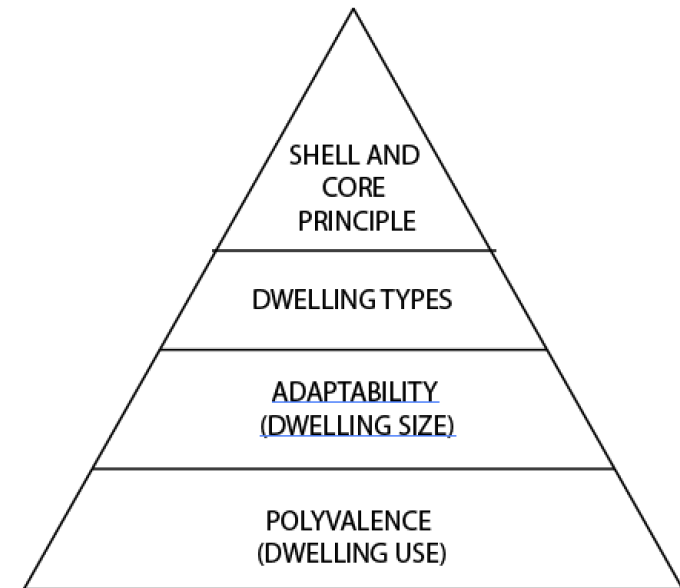 SHELL AND
CORE
PRINCIPLE
DWELLING TYPES
ADAPTABILITY
(DWELLING SIZE)
POLYVALENCE
(DWELLING USE)